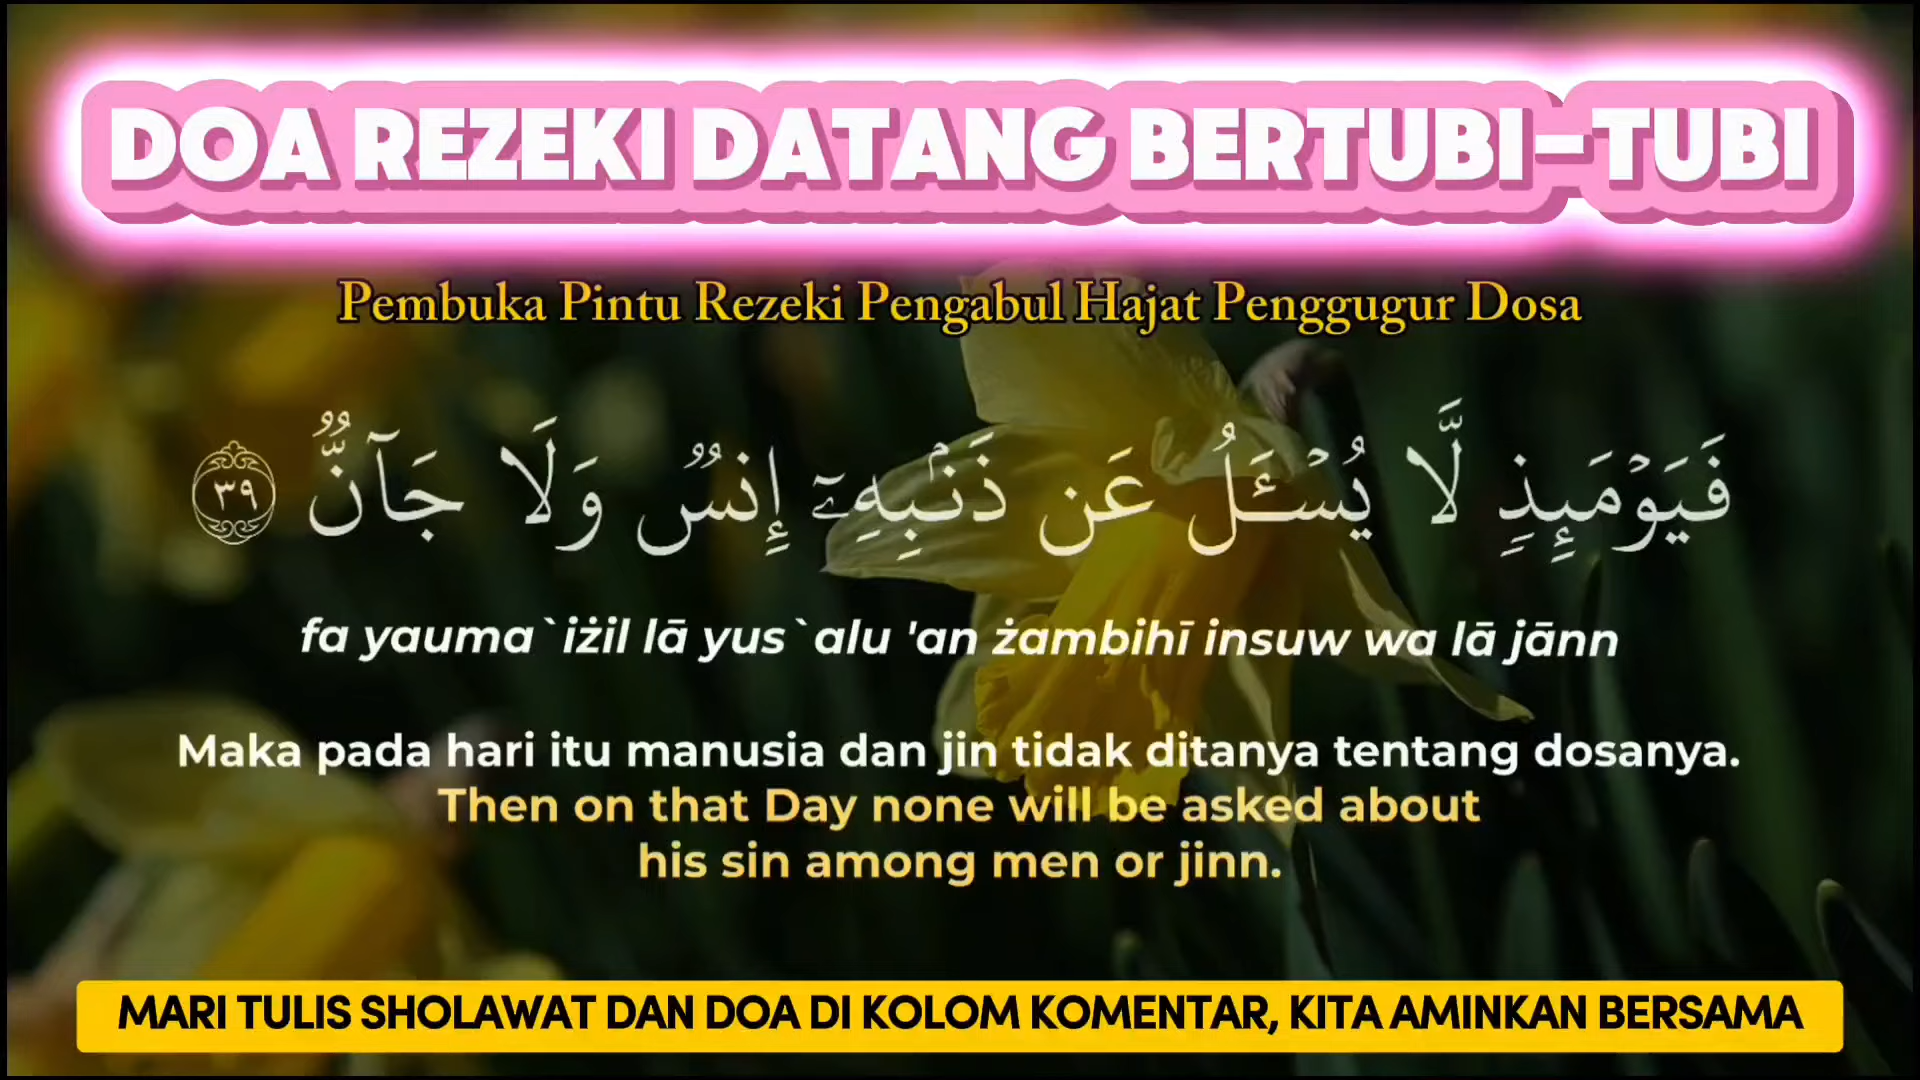 DOA REZEKI DATANG BERTUBI-TUBI
Pembuka Pintu Rezeki Pengabul Hajat Penggugur Dosa
فَيَوْمَئِذٍ لَّا يُسْـَٔلُ عَن ذَنۢبِهِۦٓ إِنسٌ وَلَا جَآنٌّ ٣٩
fa yauma`iżil lā yus`alu 'an żambihī insuw wa lā jānn
Maka pada hari itu manusia dan jin tidak ditanya tentang dosanya.
Then on that Day none will be asked about
his sin among men or jinn.
MARI TULIS SHOLAWAT DAN DOA DI KOLOM KOMENTAR, KITA AMINKAN BERSAMA